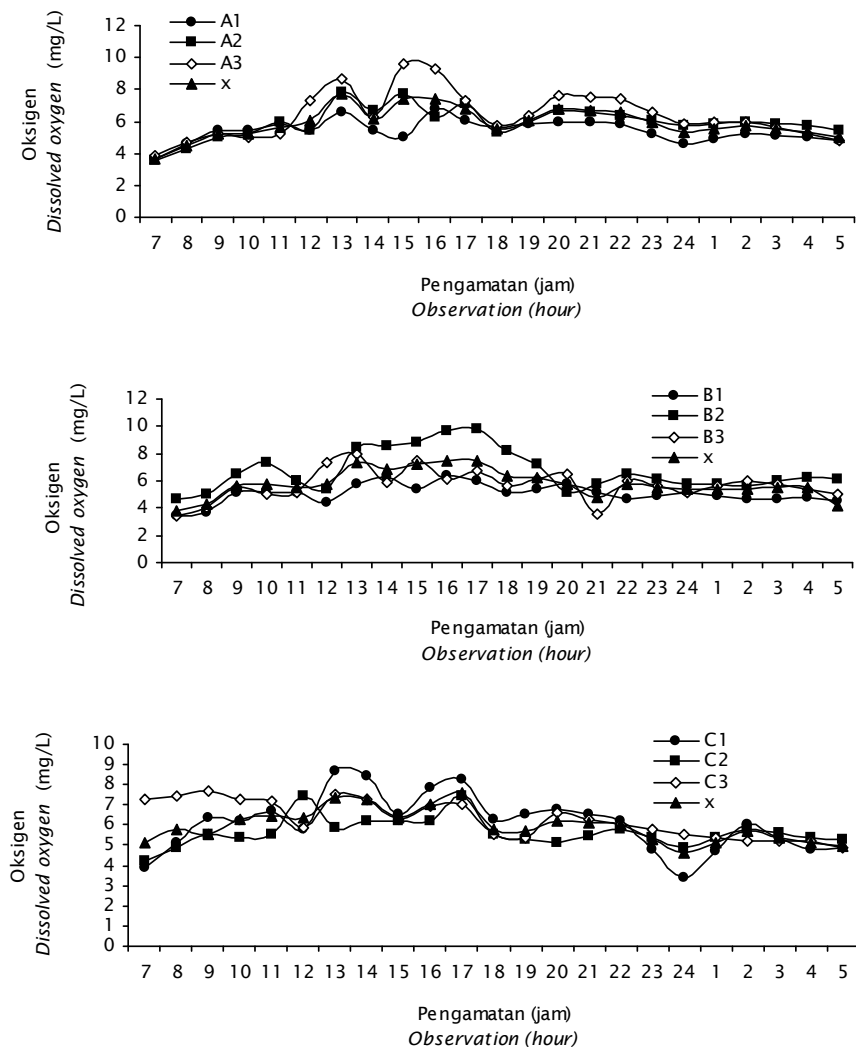 Oksigen
Dissolved oxygen (mg/L)
12
10
8
6
4
2
0
A1
A2
A3
x
7 8 9 10 11 12 13 14 15 16 17 18 19 20 21 22 23 24 1 2 3 4 5
Pengamatan (jam)
Observation (hour)
Oksigen
Dissolved oxygen (mg/L)
12
10
8
6
4
2
0
B1
B2
B3
x
7 8 9 10 11 12 13 14 15 16 17 18 19 20 21 22 23 24 1 2 3 4 5
Pengamatan (jam)
Observation (hour)
Oksigen
Dissolved oxygen (mg/L)
10
9
8
7
6
5
4
3
2
1
0
C1
C2
C3
x
7 8 9 10 11 12 13 14 15 16 17 18 19 20 21 22 23 24 1 2 3 4 5
Pengamatan (jam)
Observation (hour)